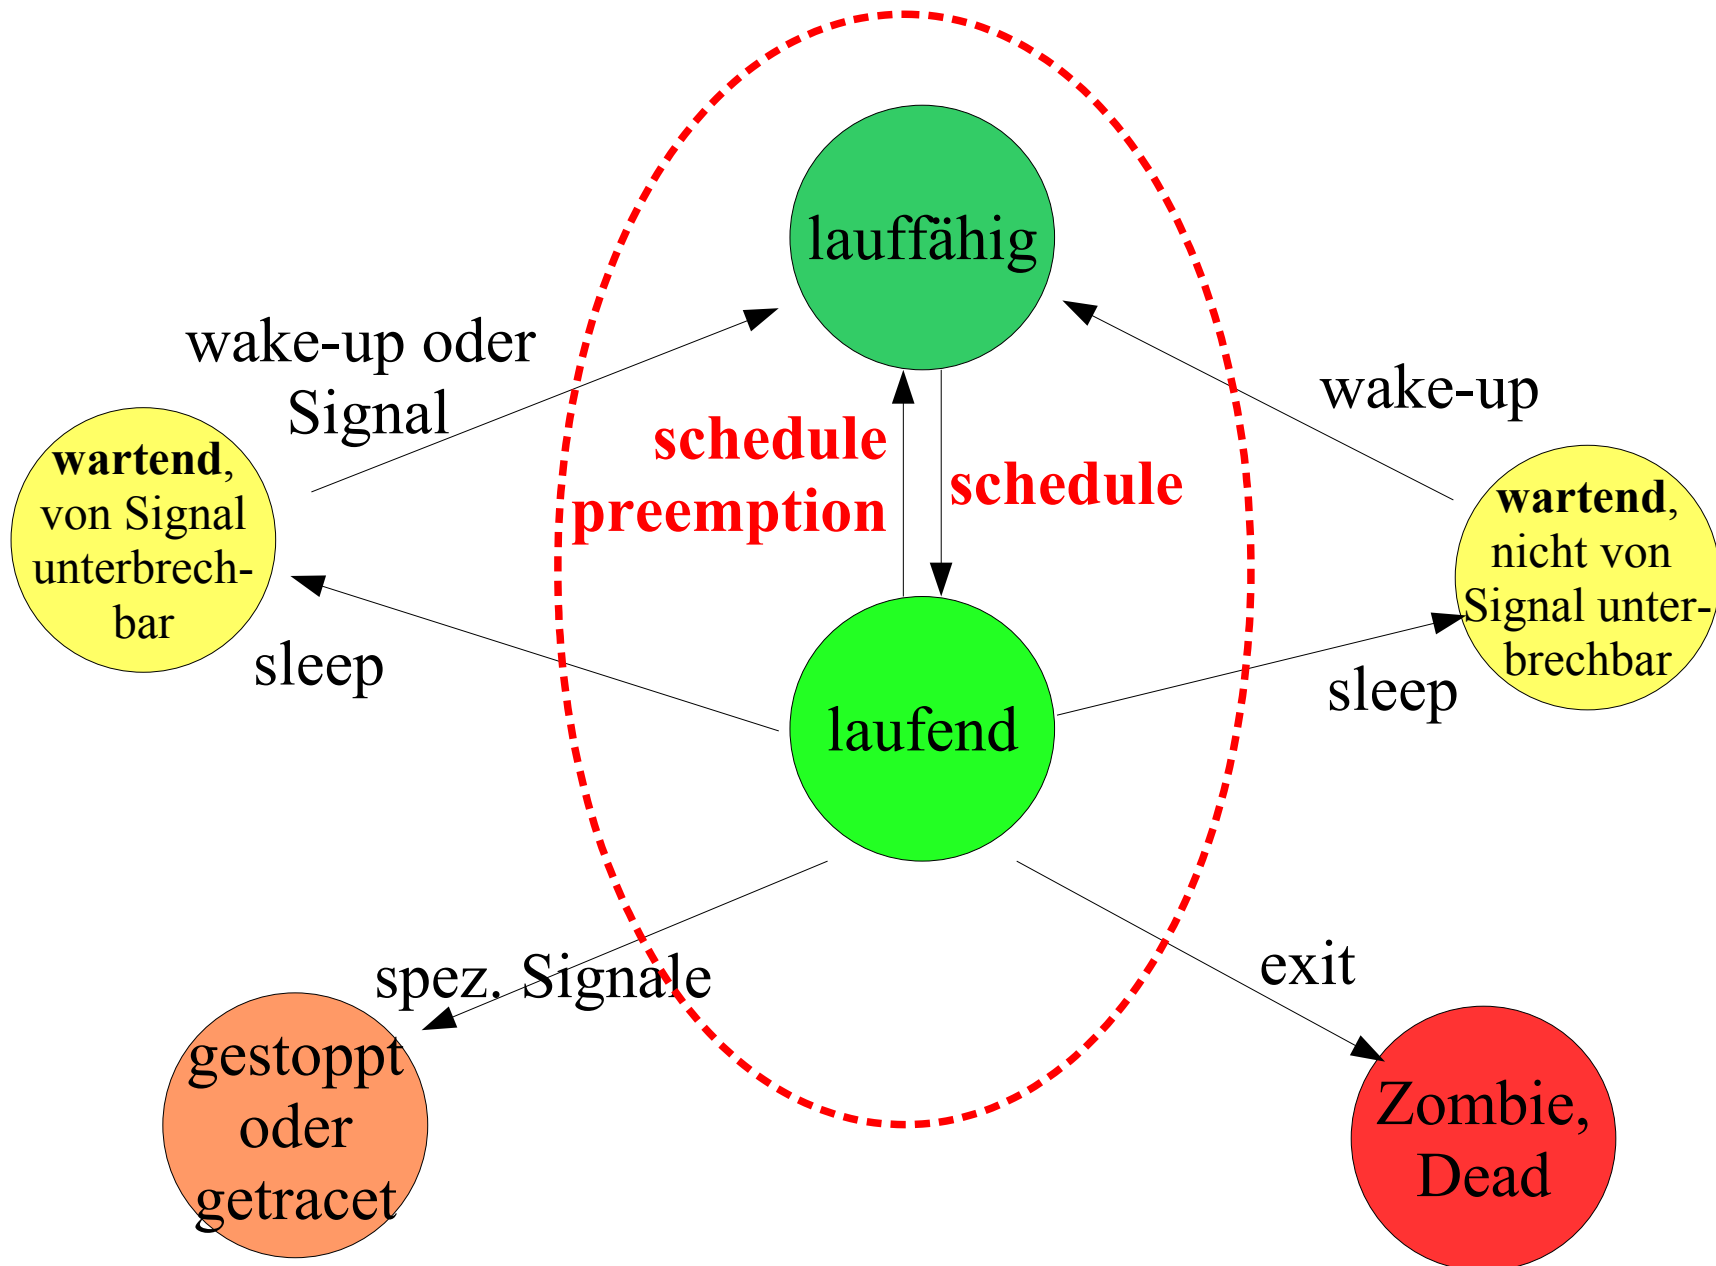 lauffähig
wake-up oder
Signal
wake-up
schedule
preemption
schedule
wartend,
von Signal
unterbrech-
bar
wartend,
nicht von
Signal unter-
brechbar
sleep
sleep
laufend
spez. Signale
exit
gestoppt
oder
getracet
Zombie,
Dead